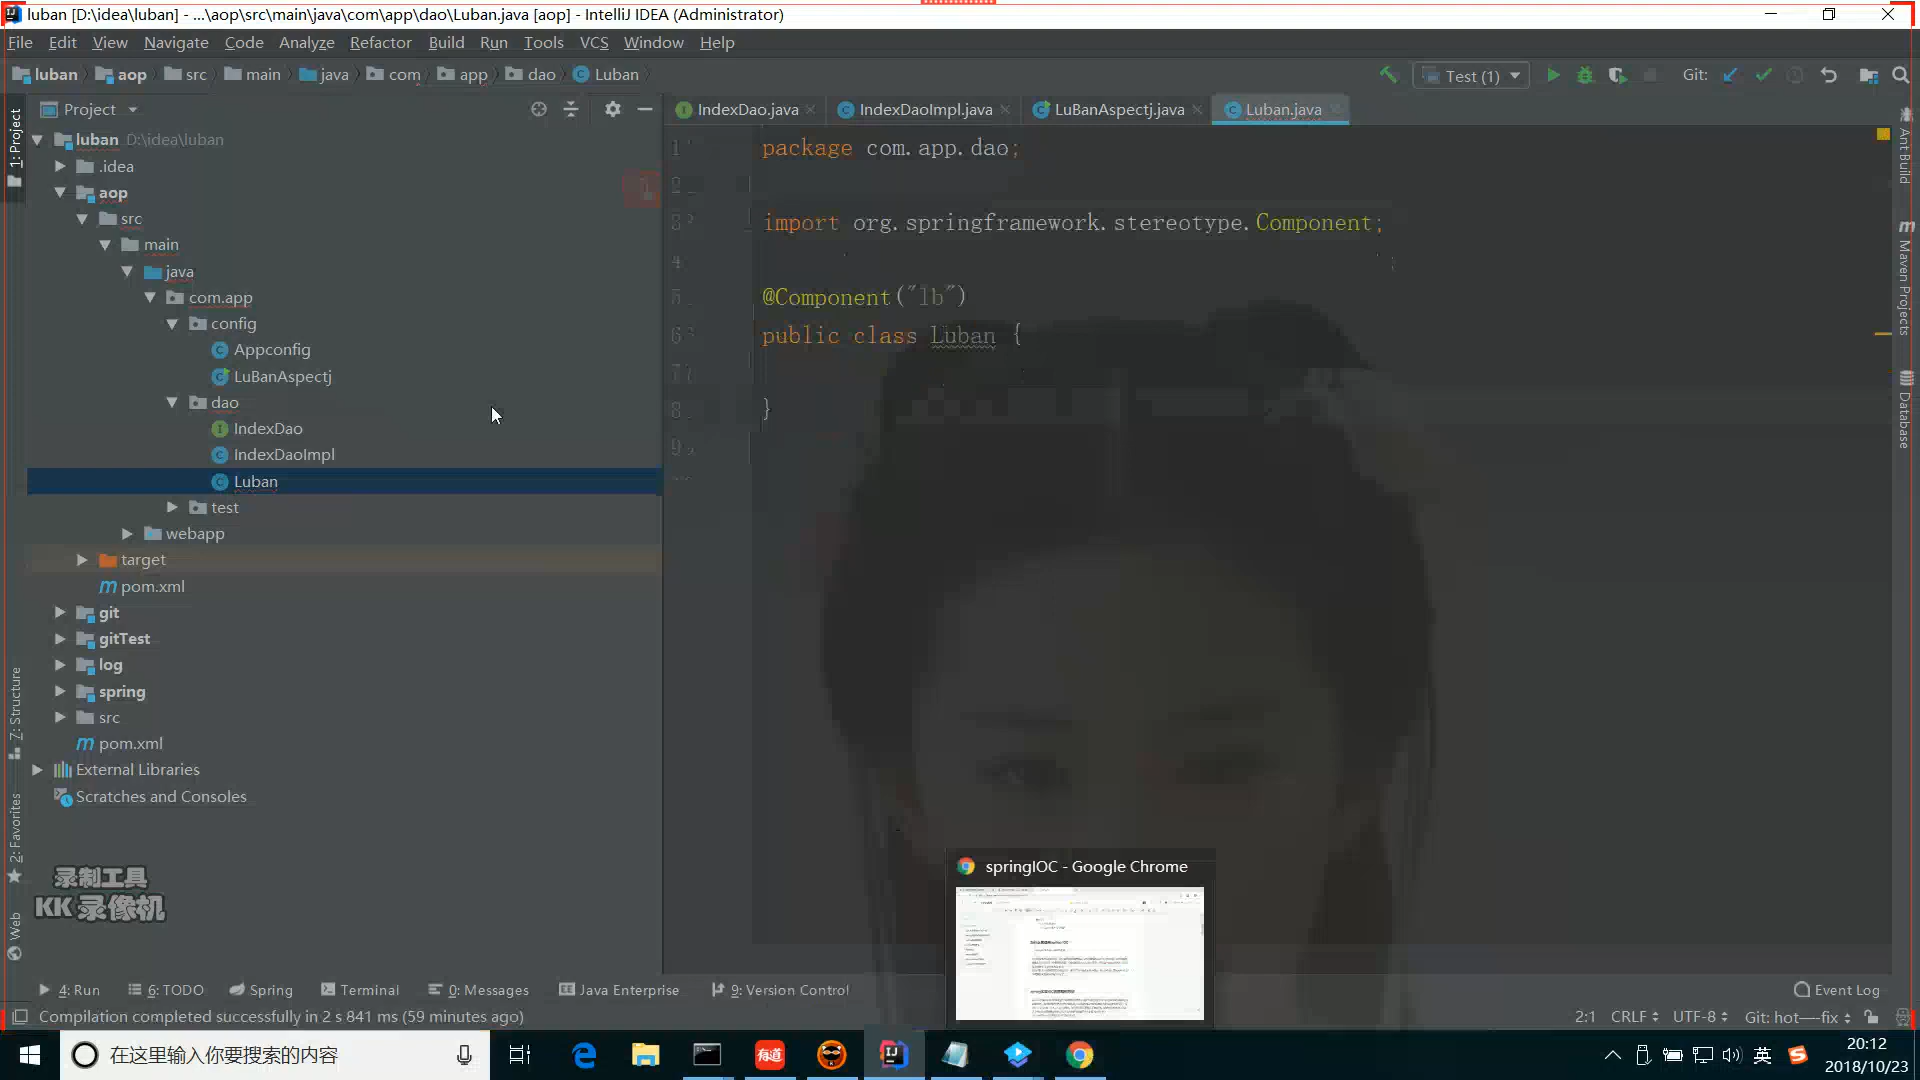 luban [D:\idea\luban] - ...\aop\src\main\java\com\app\dao\Luban.java [aop] - IntelliJ IDEA (Administrator)
File Edit View Navigate Code Analyze Refactor Build Run Tools VCS Window Help
luban aop src main java com app dao Luban Test (1) Git:
Project IndexDao.java IndexDaoImpl.java LuBanAspectj.java Luban.java
1: Project
Ant Build
Maven Projects
Database
luban D:\idea\luban
.idea
aop
src
main
java
com.app
config
Appconfig
LuBanAspectj
dao
IndexDao
IndexDaoImpl
Luban
test
webapp
target
pom.xml
git
gitTest
log
spring
src
pom.xml
External Libraries
Scratches and Consoles
1 package com.app.dao;
2
3 import org.springframework.stereotype.Component;
4
5 @Component("lb")
6 public class Luban {
7
8 }
9
Z: Structure
2: Favorites
Web
录制工具
KK 录像机
springIOC - Google Chrome
4: Run 6: TODO Spring Terminal 0: Messages Java Enterprise 9: Version Control Event Log
Compilation completed successfully in 2 s 841 ms (59 minutes ago) 2:1 CRLF UTF-8 Git: hot—-fix
在这里输入你要搜索的内容 有道 英 20:12
2018/10/23